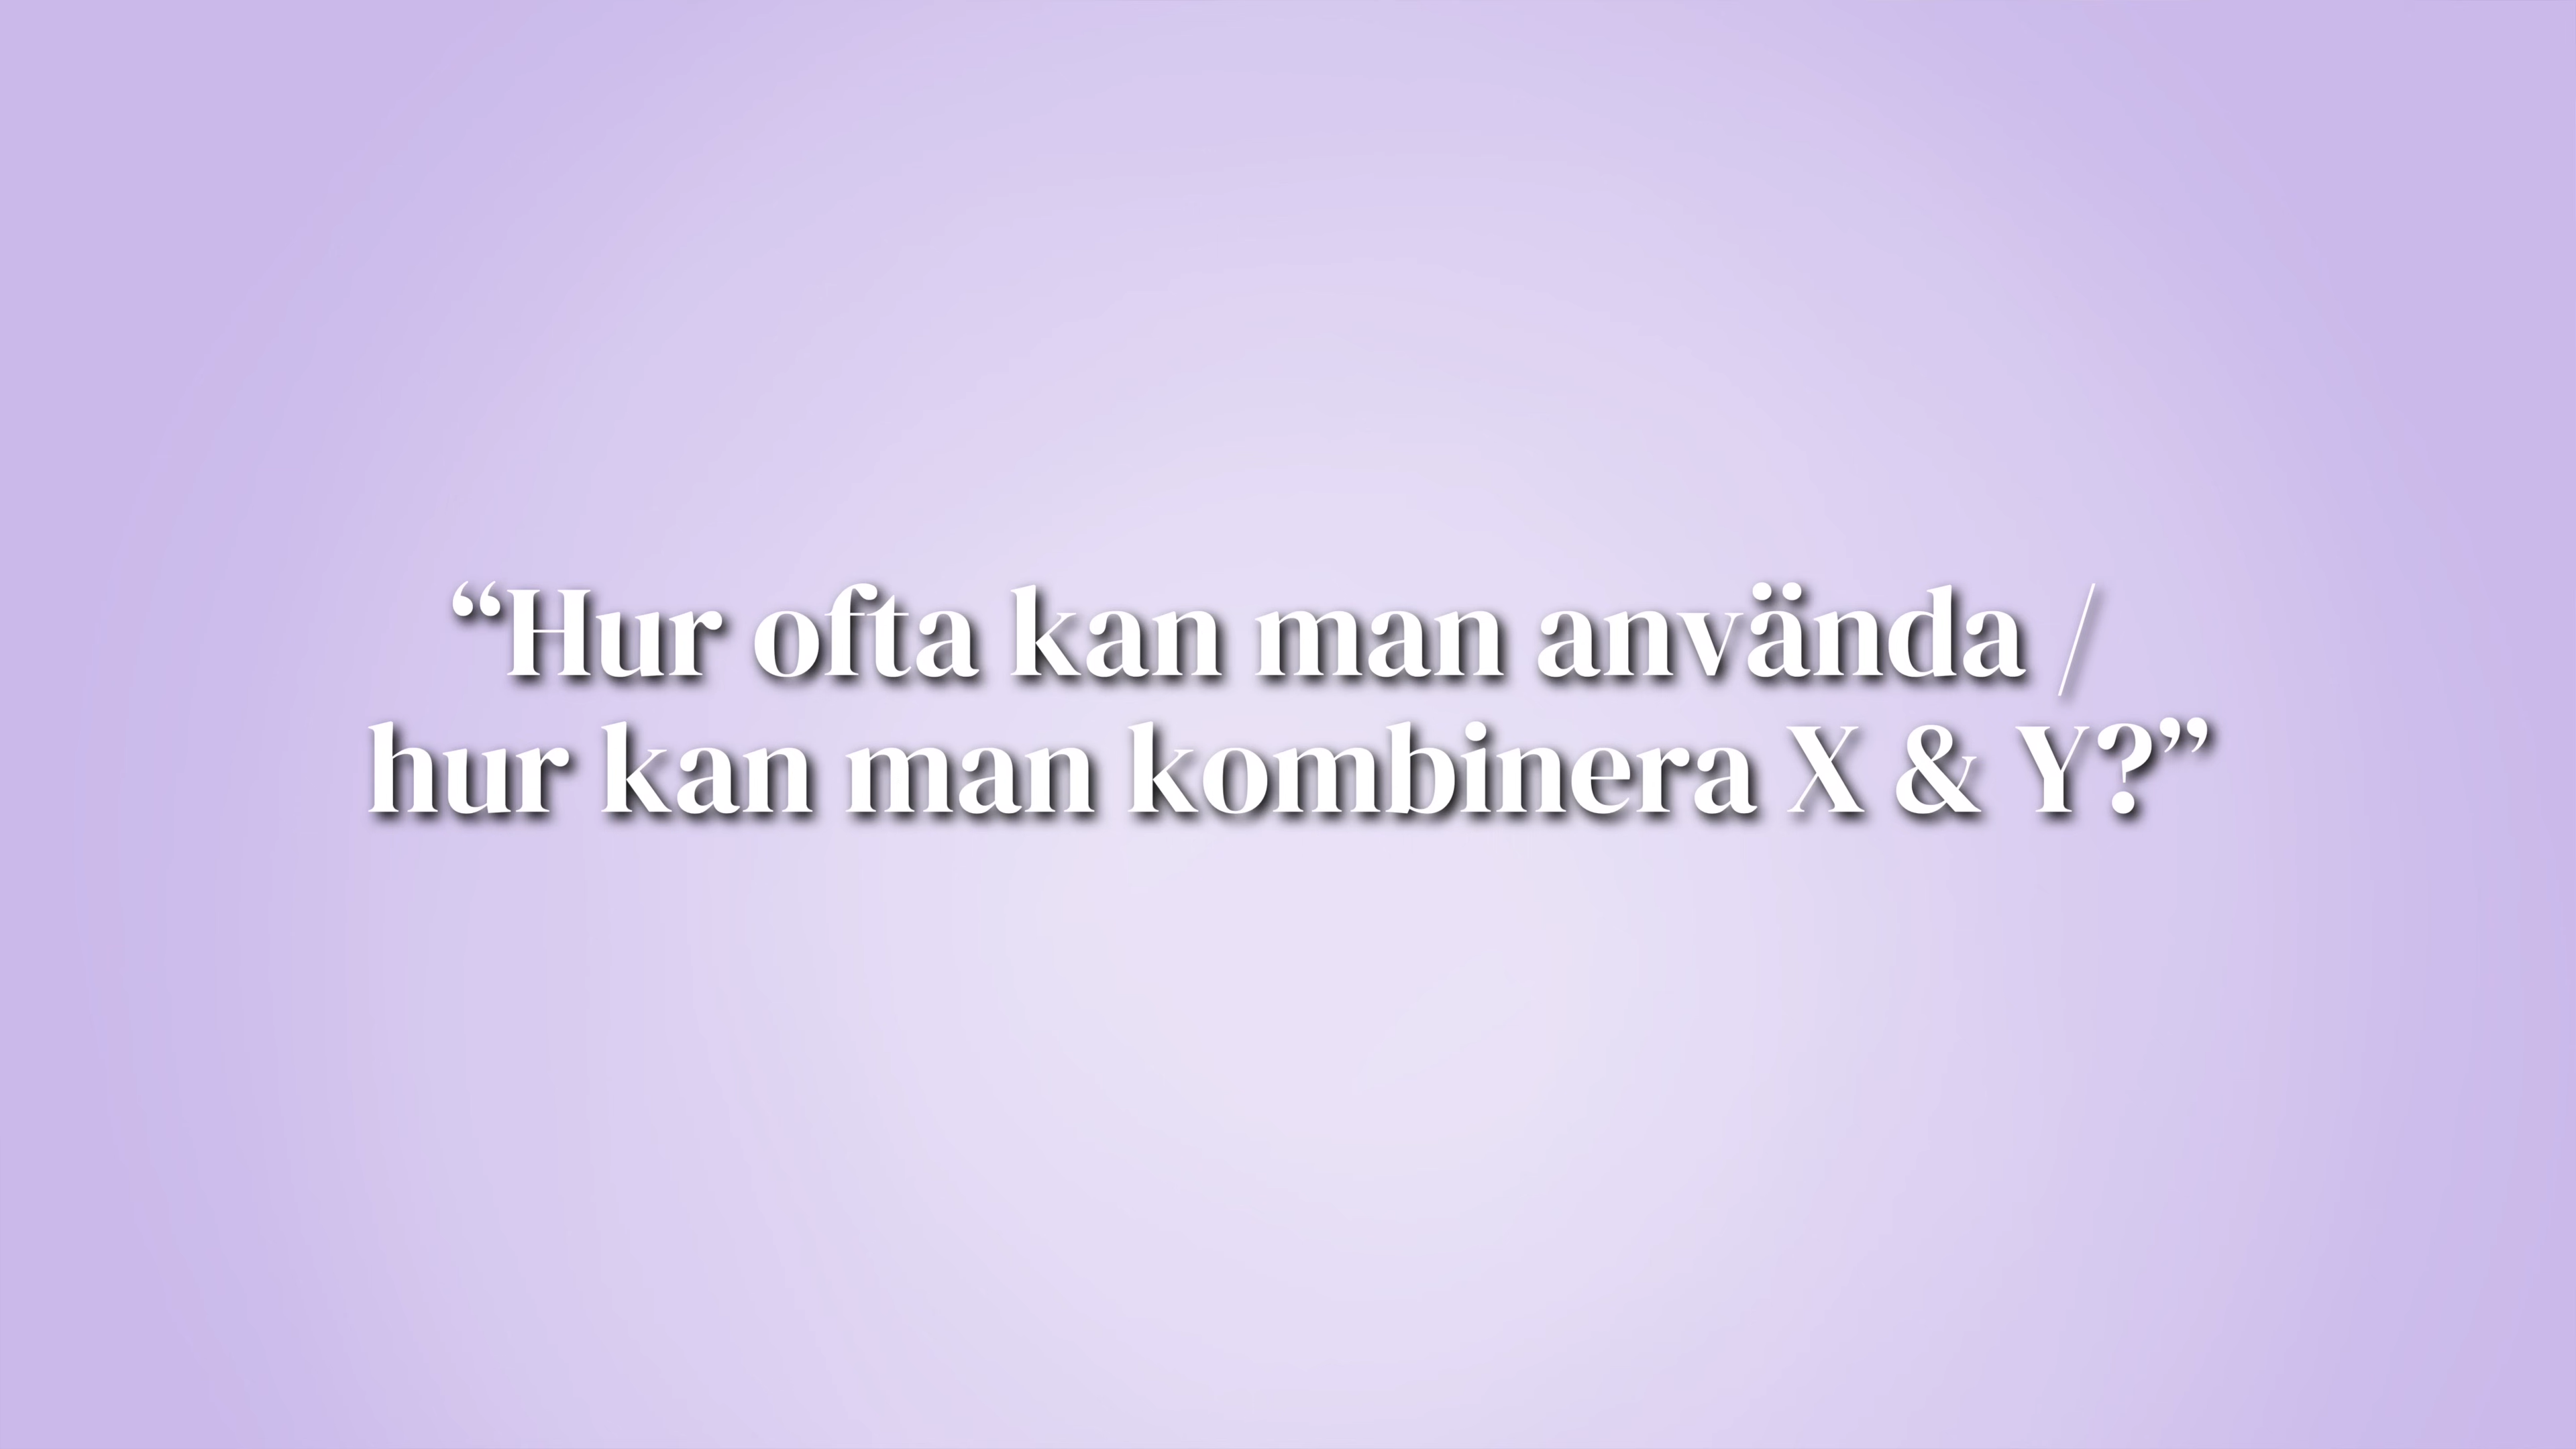 “Hur ofta kan man använda /
hur kan man kombinera X & Y?”